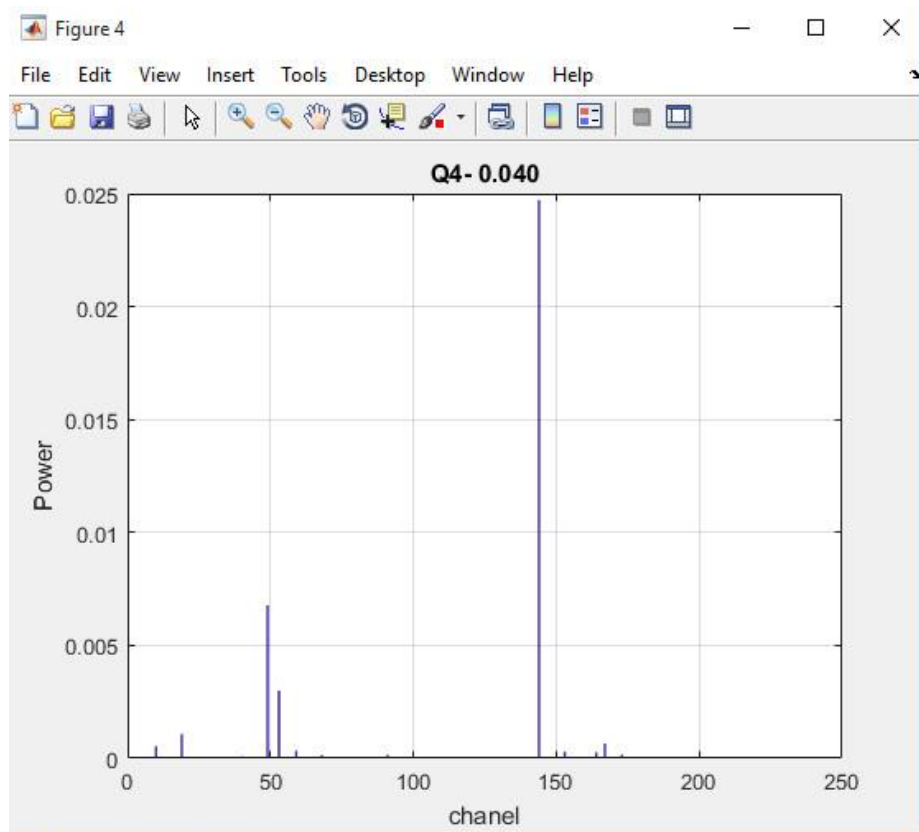 Figure 4
File Edit View Insert Tools Desktop Window Help
Q4- 0.040
0.025
0.02
0.015
0.01
0.005
0
Power
0 50 100 150 200 250
chanel